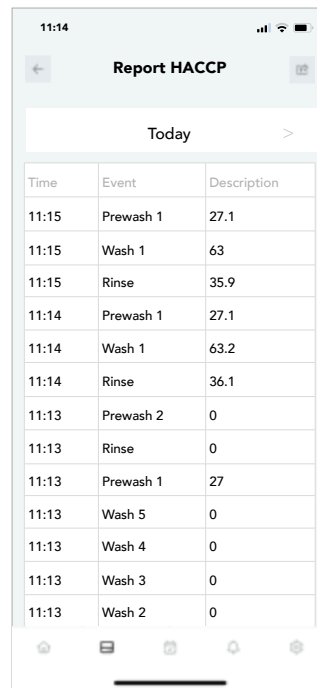 11:14
Report HACCP
Today >
Time Event Description
11:15 Prewash 1 27.1
11:15 Wash 1 63
11:15 Rinse 35.9
11:14 Prewash 1 27.1
11:14 Wash 1 63.2
11:14 Rinse 36.1
11:13 Prewash 2 0
11:13 Rinse 0
11:13 Prewash 1 27
11:13 Wash 5 0
11:13 Wash 4 0
11:13 Wash 3 0
11:13 Wash 2 0